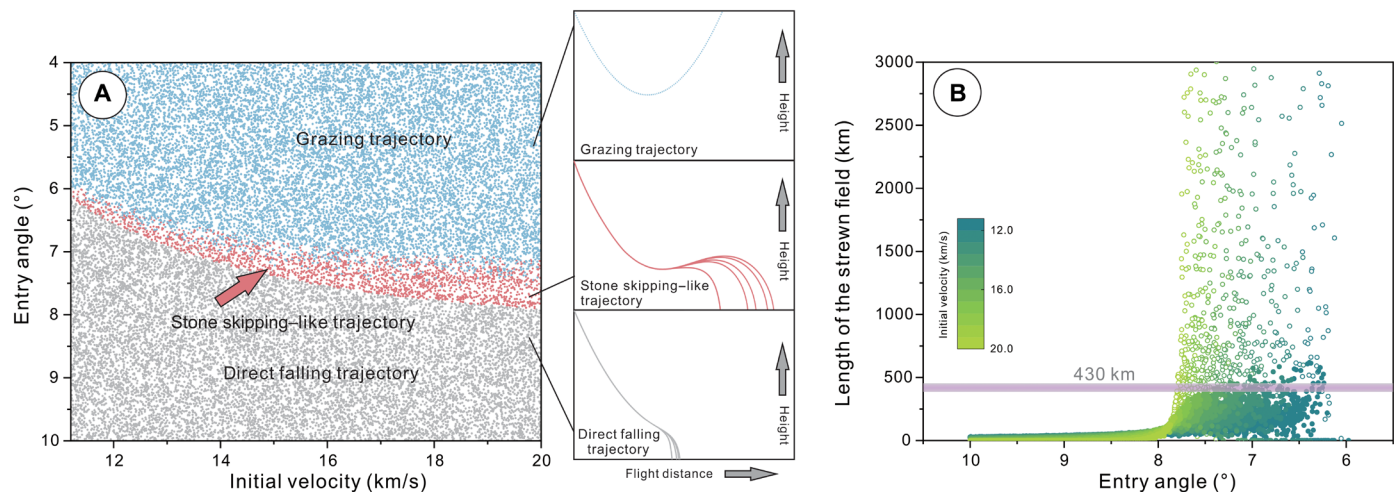 A
4
5
6
7
8
9
10
Entry angle (°)
12
14
16
18
20
Initial velocity (km/s)
Grazing trajectory
Stone skipping–like trajectory
Direct falling trajectory
Height
Grazing trajectory
Height
Stone skipping–like
trajectory
Height
Direct falling
trajectory
Flight distance
B
3000
2500
2000
1500
1000
500
0
Length of the strewn field (km)
Initial velocity (km/s)
12.0
16.0
20.0
430 km
10
9
8
7
6
Entry angle (°)